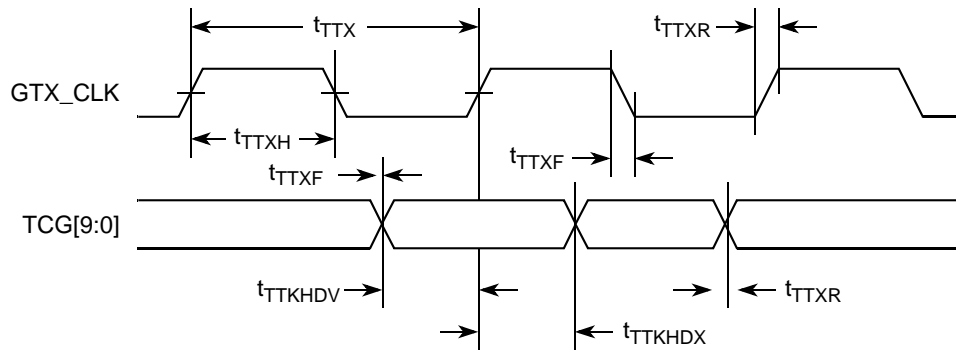 tTTX
tTTXR
GTX_CLK
tTTXH
tTTXF
tTTXF
TCG[9:0]
tTTKHDV
tTTXR
tTTKHDX